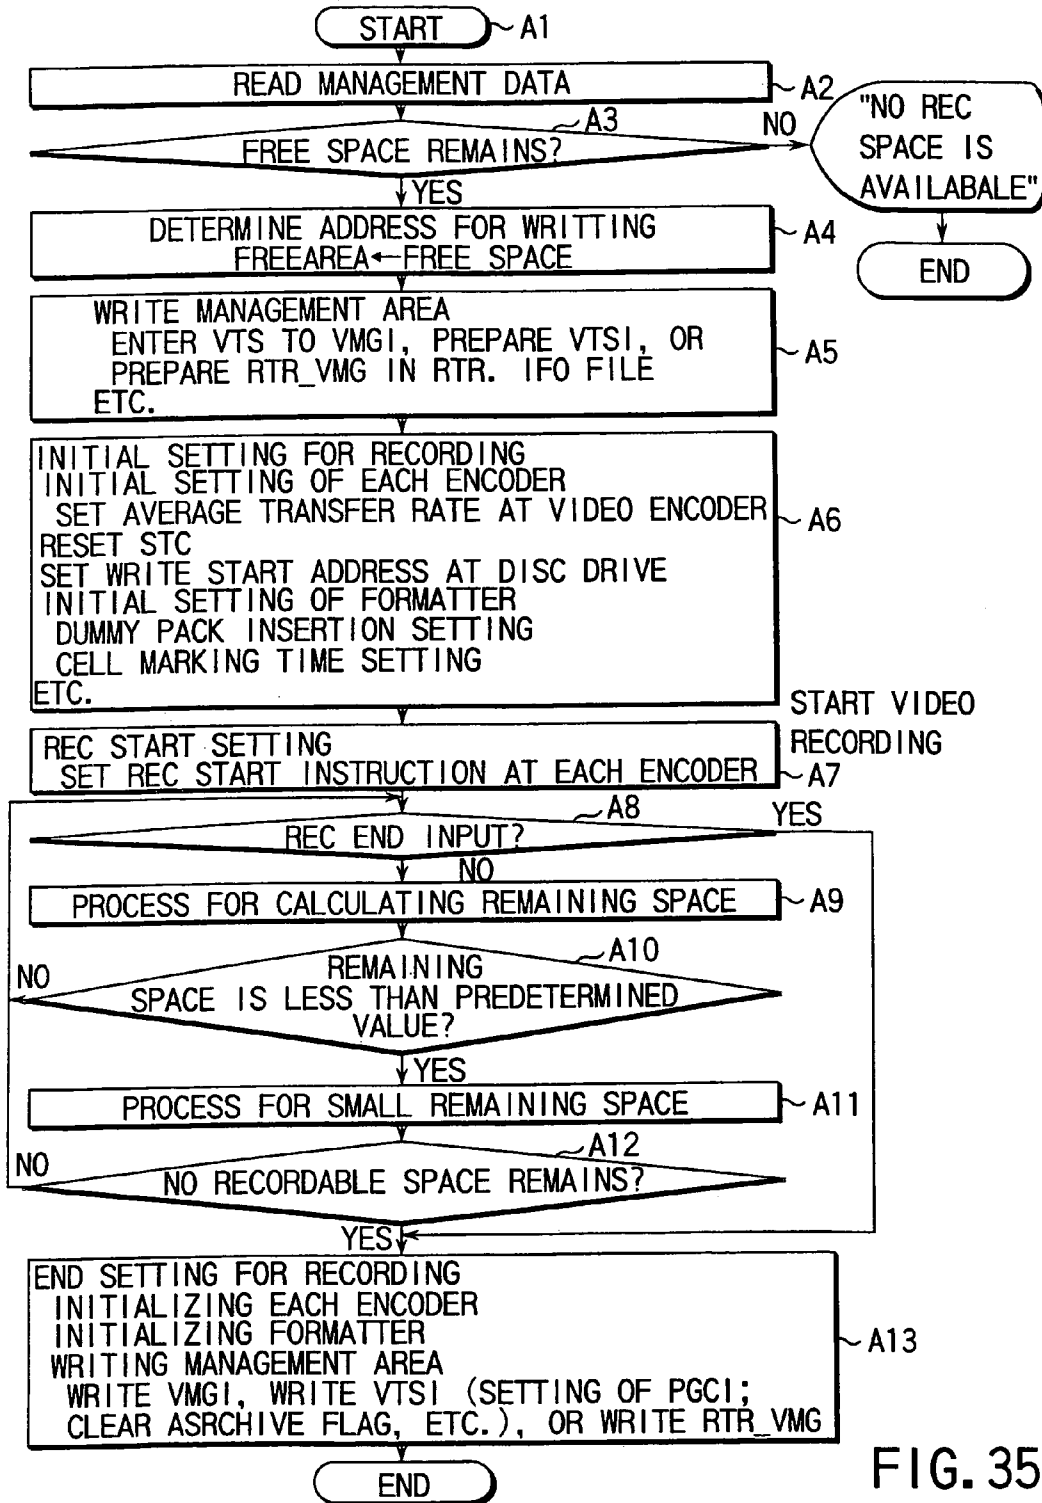 START
A1
READ MANAGEMENT DATA
A2
A3
FREE SPACE REMAINS?
NO
"NO REC
SPACE IS
AVAILABALE"
END
YES
DETERMINE ADDRESS FOR WRITTING
FREEAREA←FREE SPACE
A4
WRITE MANAGEMENT AREA
ENTER VTS TO VMGI, PREPARE VTSI, OR
PREPARE RTR_VMG IN RTR. IFO FILE
ETC.
A5
INITIAL SETTING FOR RECORDING
INITIAL SETTING OF EACH ENCODER
SET AVERAGE TRANSFER RATE AT VIDEO ENCODER
RESET STC
SET WRITE START ADDRESS AT DISC DRIVE
INITIAL SETTING OF FORMATTER
DUMMY PACK INSERTION SETTING
CELL MARKING TIME SETTING
ETC.
A6
START VIDEO
RECORDING
REC START SETTING
SET REC START INSTRUCTION AT EACH ENCODER
A7
A8
REC END INPUT?
YES
NO
PROCESS FOR CALCULATING REMAINING SPACE
A9
A10
REMAINING
SPACE IS LESS THAN PREDETERMINED
VALUE?
NO
YES
PROCESS FOR SMALL REMAINING SPACE
A11
A12
NO RECORDABLE SPACE REMAINS?
NO
YES
END SETTING FOR RECORDING
INITIALIZING EACH ENCODER
INITIALIZING FORMATTER
WRITING MANAGEMENT AREA
WRITE VMGI, WRITE VTSI (SETTING OF PGCI;
CLEAR ASRCHIVE FLAG, ETC.), OR WRITE RTR_VMG
A13
END
FIG. 35